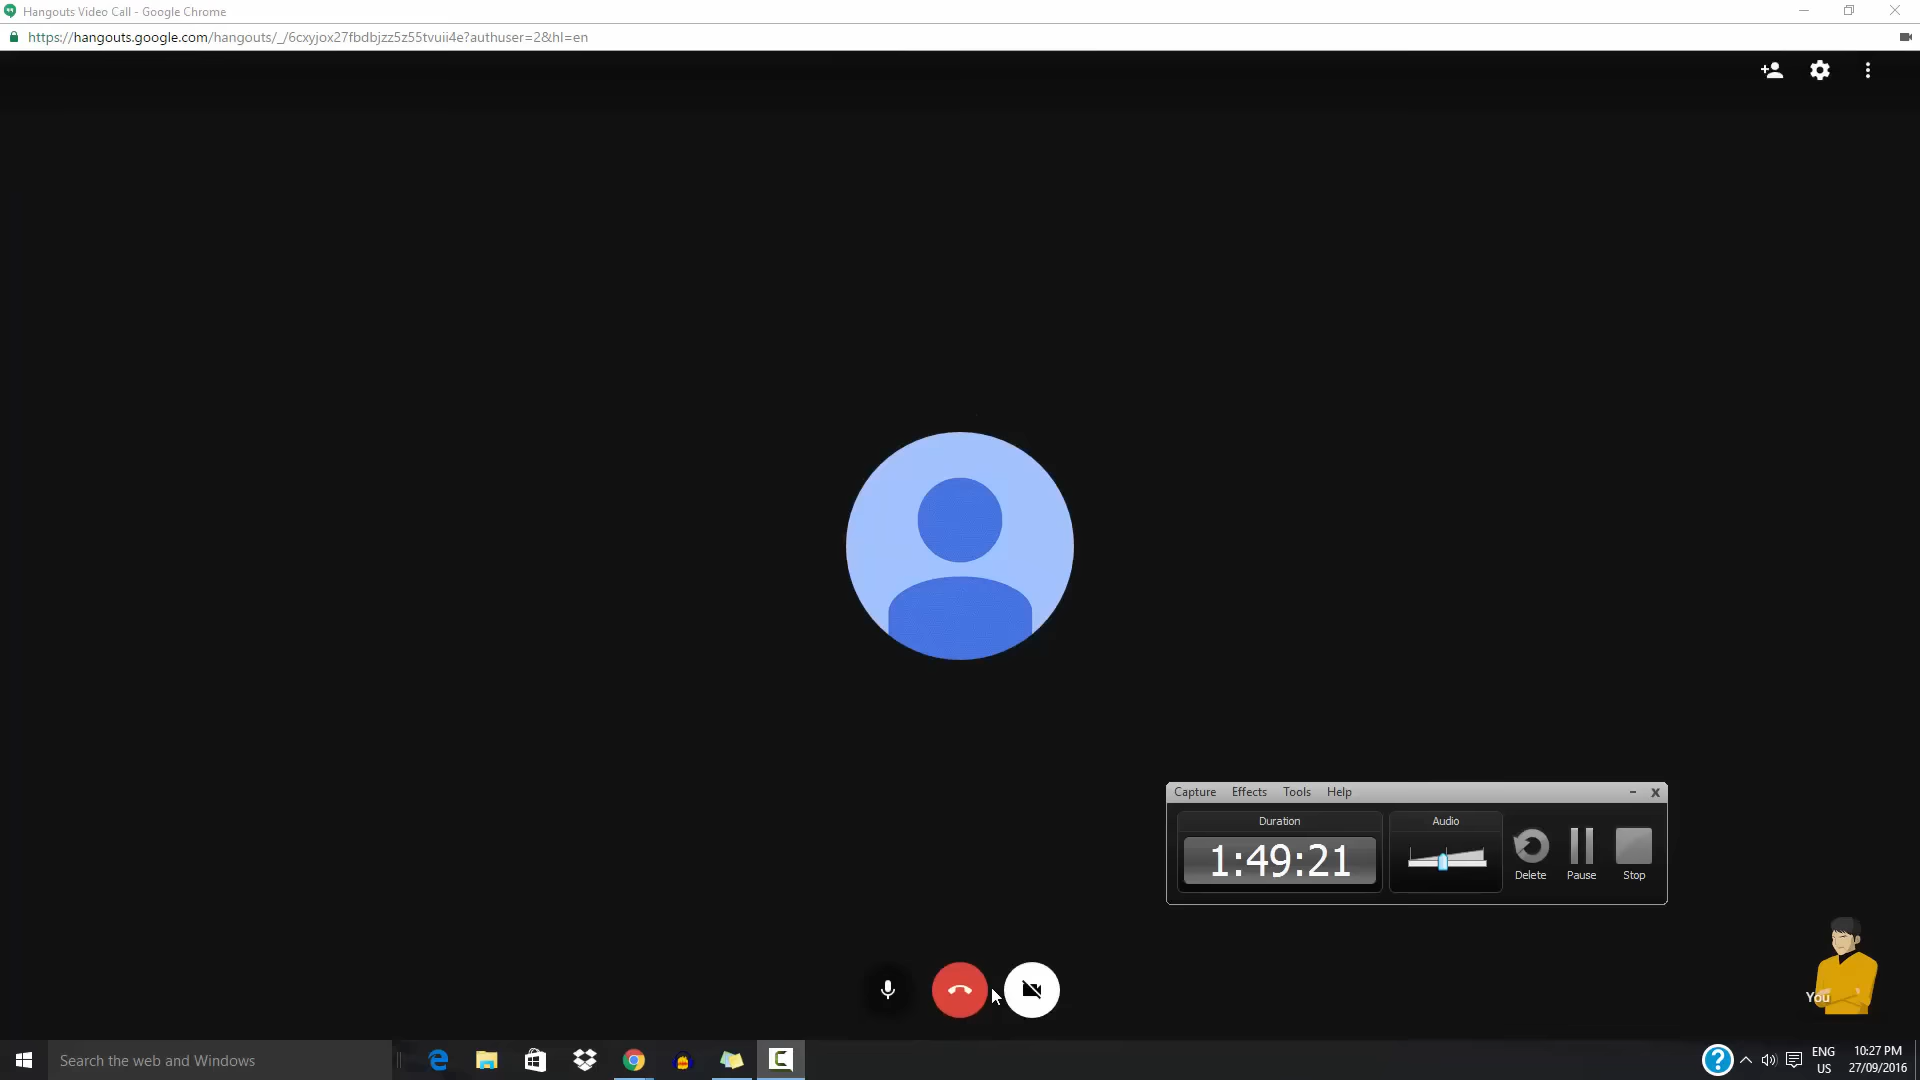 Hangouts Video Call - Google Chrome
https://hangouts.google.com/hangouts/_/6cxyjox27fbdbjzz5z55tvuii4e?authuser=2&hl=en
Capture Effects Tools Help
Duration
Audio
1:49:21
Delete
Pause
Stop
You
Search the web and Windows
ENG
US
10:27 PM
27/09/2016